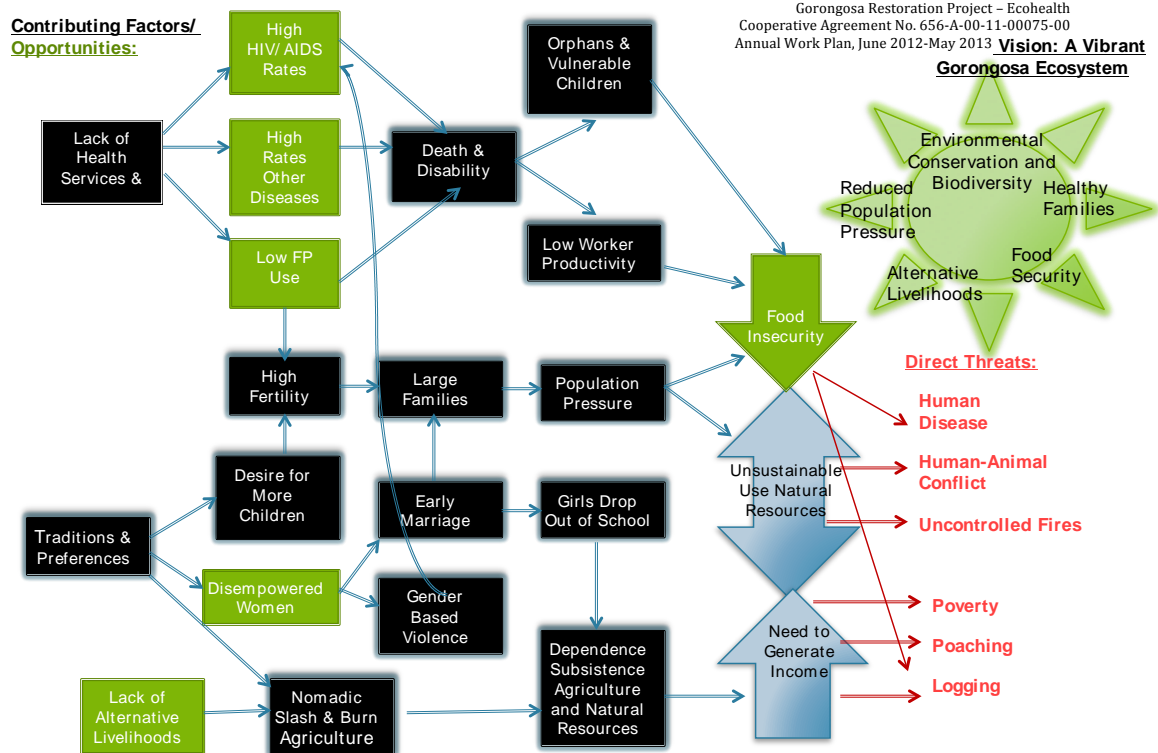 Gorongosa Restoration Project – Ecohealth
Cooperative Agreement No. 656-A-00-11-00075-00
Annual Work Plan, June 2012-May 2013
Contributing Factors/
Opportunities:
Vision: A Vibrant
Gorongosa Ecosystem
High
HIV/ AIDS
Rates
Orphans &
Vulnerable
Children
Lack of
Health
Services &
High
Rates
Other
Diseases
Death &
Disability
Environmental
Conservation and
Biodiversity
Reduced
Population
Pressure
Healthy
Families
Food
Security
Alternative
Livelihoods
Low FP
Use
Low Worker
Productivity
Food
Insecurity
High
Fertility
Large
Families
Population
Pressure
Direct Threats:
Human
Disease
Desire for
More
Children
Early
Marriage
Girls Drop
Out of School
Unsustainable
Use Natural
Resources
Human-Animal
Conflict
Uncontrolled Fires
Traditions &
Preferences
Disempowered
Women
Gender
Based
Violence
Poverty
Dependence
Subsistence
Agriculture
and Natural
Resources
Need to
Generate
Income
Poaching
Logging
Lack of
Alternative
Livelihoods
Nomadic
Slash & Burn
Agriculture